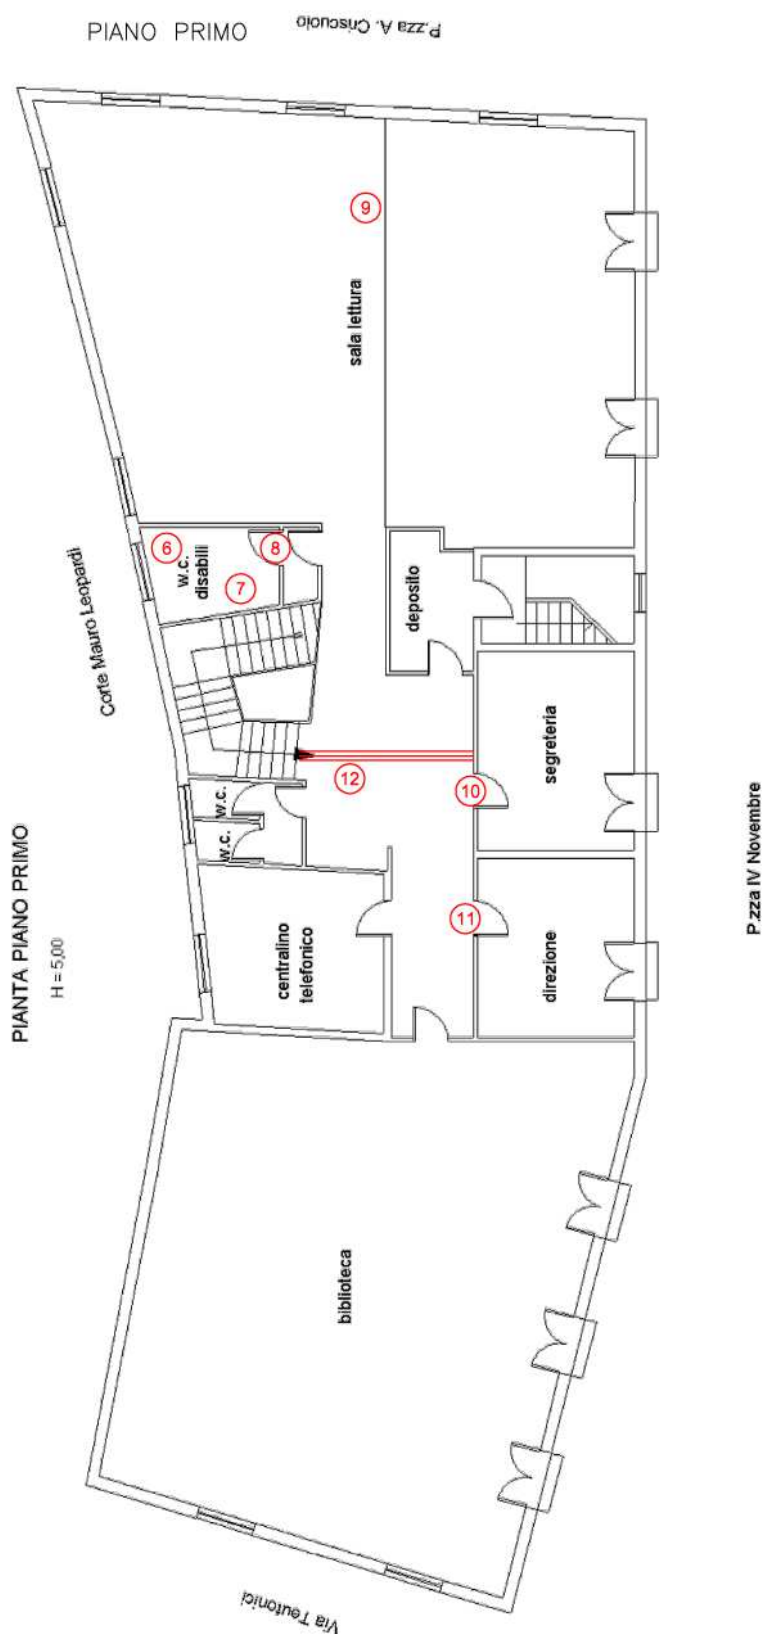 PIANO PRIMO
P.zza A. Criscuolo
9
sala lettura
6
8
w.c.
disabili
7
deposito
Corte Mauro Leopardi
segreteria
12
10
w.c.
w.c.
PIANTA PIANO PRIMO
H = 5,00
11
centralino
telefonico
direzione
P.zza IV Novembre
biblioteca
Via Teutonici